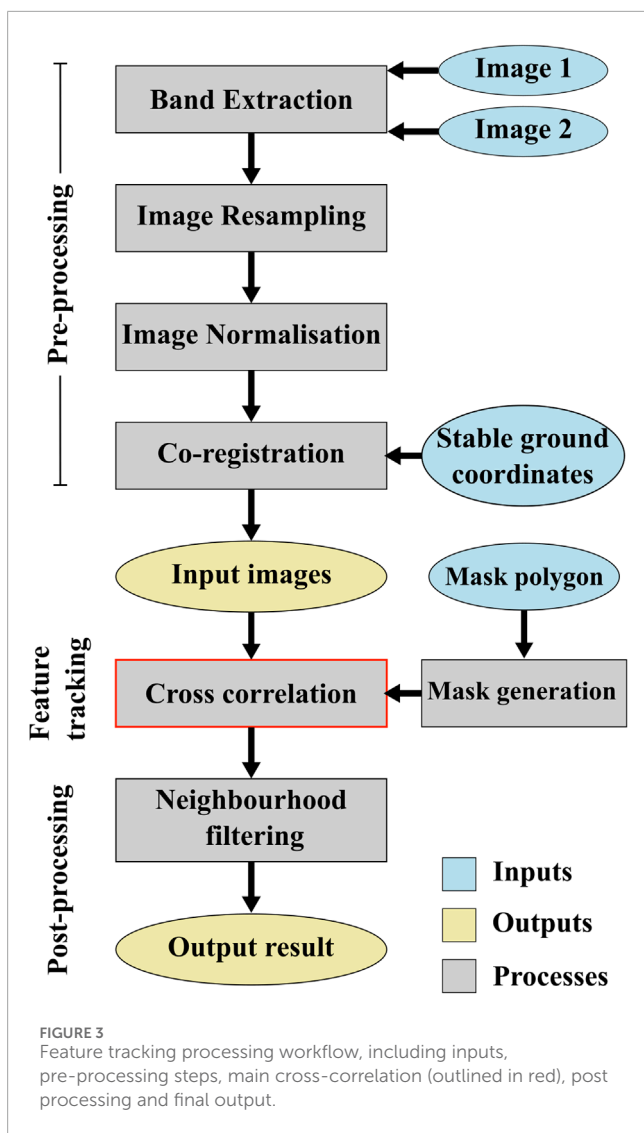 Image 1
Band Extraction
Image 2
Image Resampling
Pre-processing
Image Normalisation
Co-registration
Stable ground
coordinates
Input images
Mask polygon
Feature
tracking
Cross correlation
Mask generation
Neighbourhood
filtering
Post-processing
Output result
Inputs
Outputs
Processes
FIGURE 3
Feature tracking processing workflow, including inputs,
pre-processing steps, main cross-correlation (outlined in red), post
processing and final output.